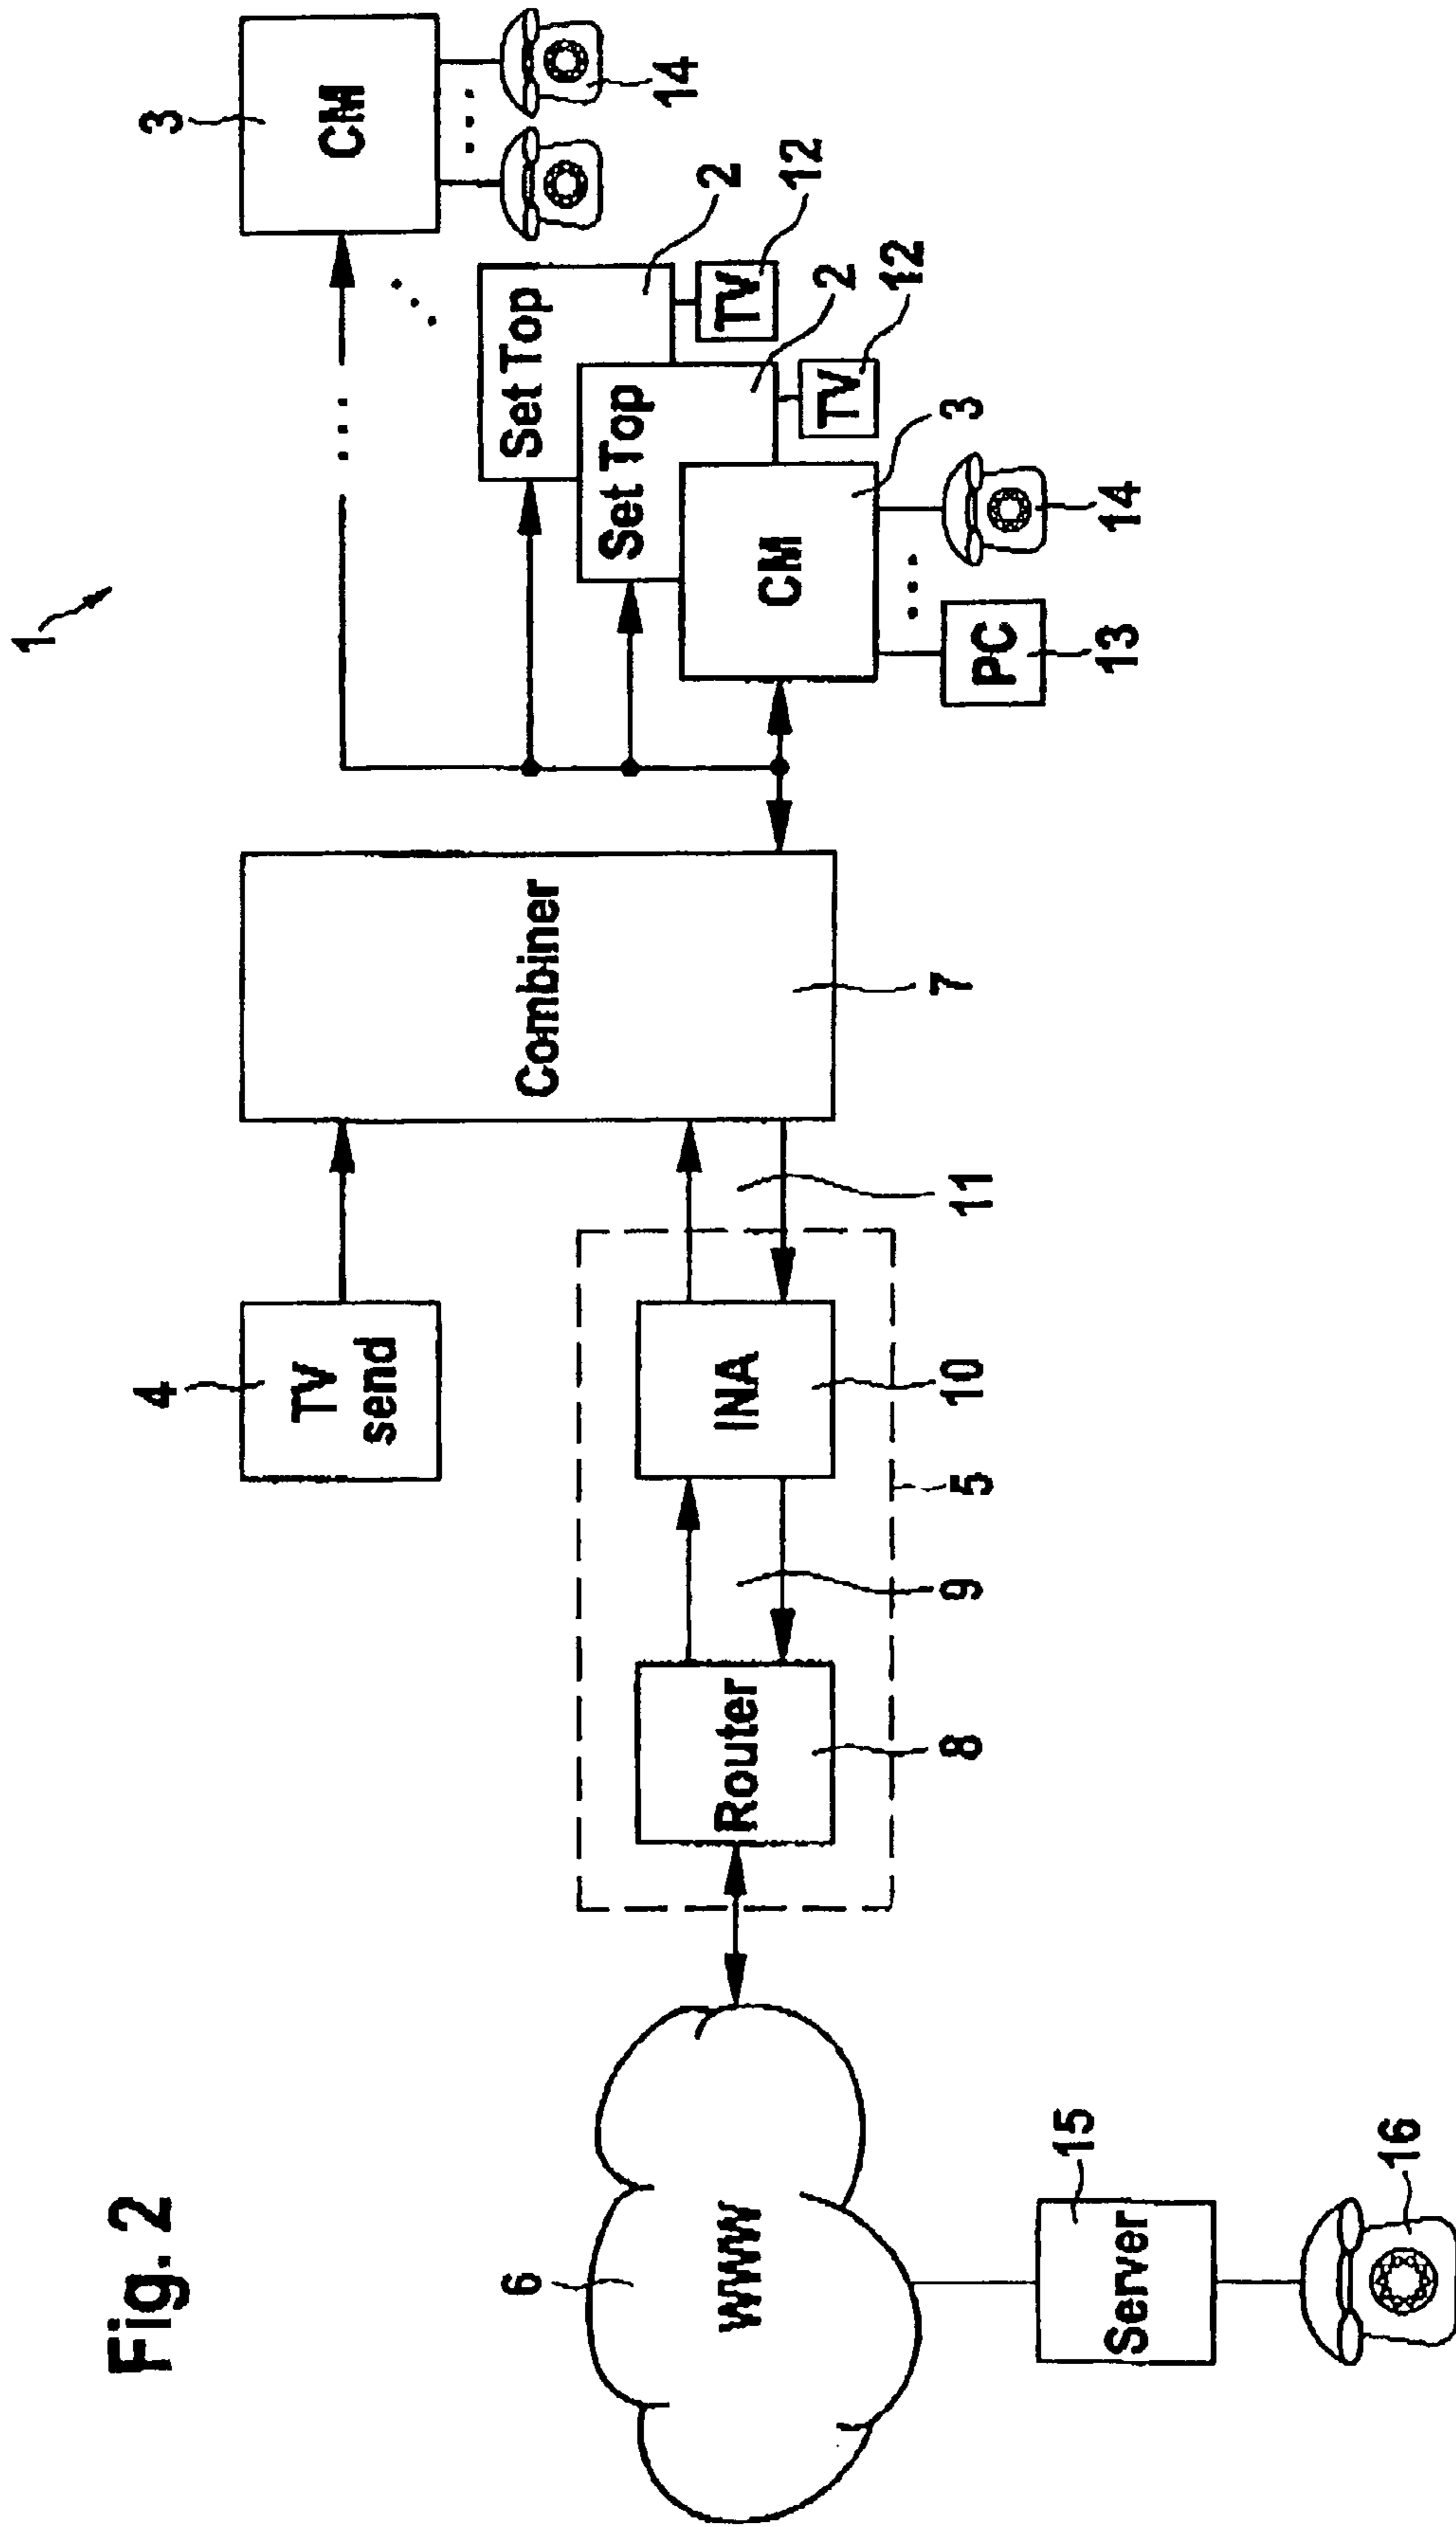 Fig. 2
1
3
CM
14
Set Top
2
TV
12
Set Top
2
TV
12
CM
3
PC
13
14
Combiner
7
4
TV
send
11
INA
10
5
9
Router
8
6
WWW
15
Server
16